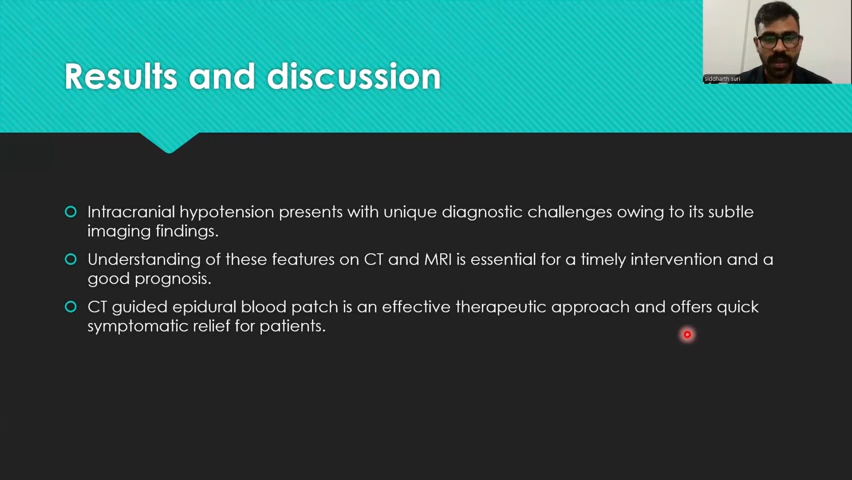 Results and discussion
siddharth suri
Intracranial hypotension presents with unique diagnostic challenges owing to its subtle
imaging findings.
Understanding of these features on CT and MRI is essential for a timely intervention and a
good prognosis.
CT guided epidural blood patch is an effective therapeutic approach and offers quick
symptomatic relief for patients.